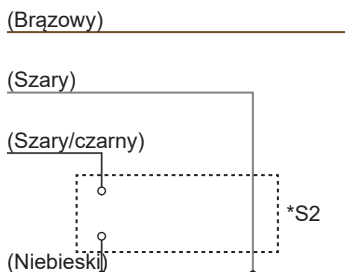 (Brązowy)
(Szary)
(Szary/czarny)
*S2
(Niebieski)